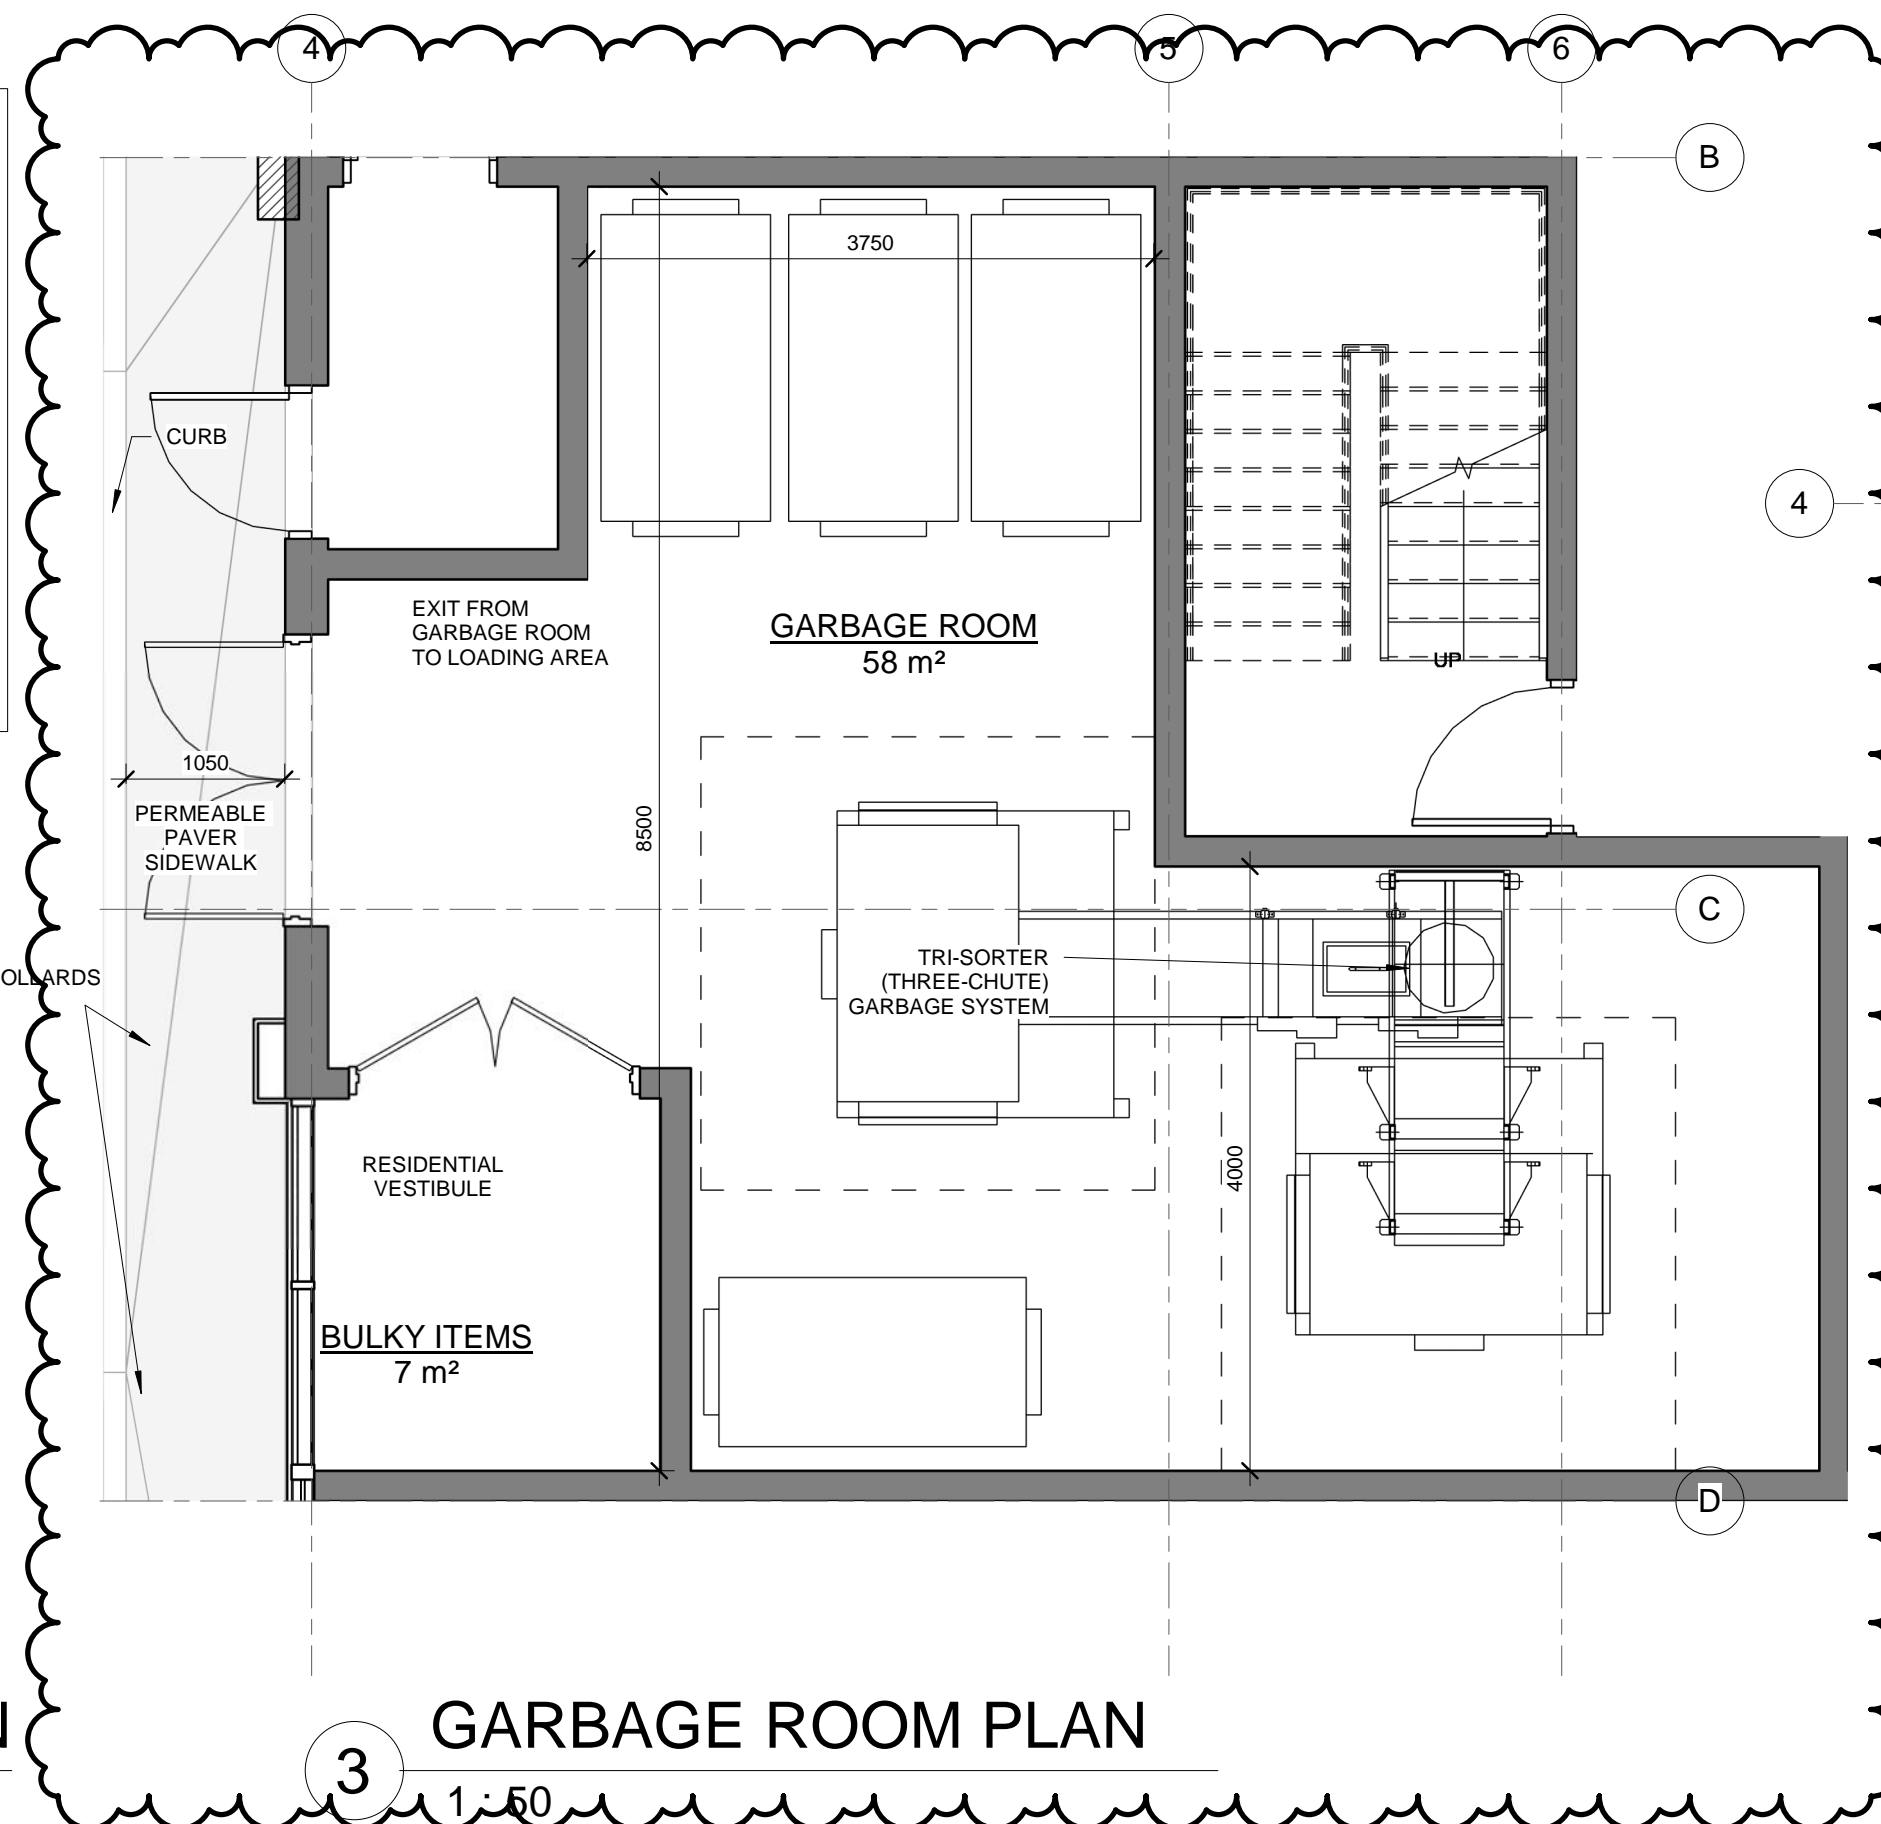 4
5
6
B
3750
CURB
4
EXIT FROM
GARBAGE ROOM
TO LOADING AREA
GARBAGE ROOM
58 m²
UP
1050
PERMEABLE
PAVER
SIDEWALK
8500
C
OLLARDS
TRI-SORTER
(THREE-CHUTE)
GARBAGE SYSTEM
RESIDENTIAL
VESTIBULE
4000
BULKY ITEMS
7 m²
D
N
3
GARBAGE ROOM PLAN
1 : 50